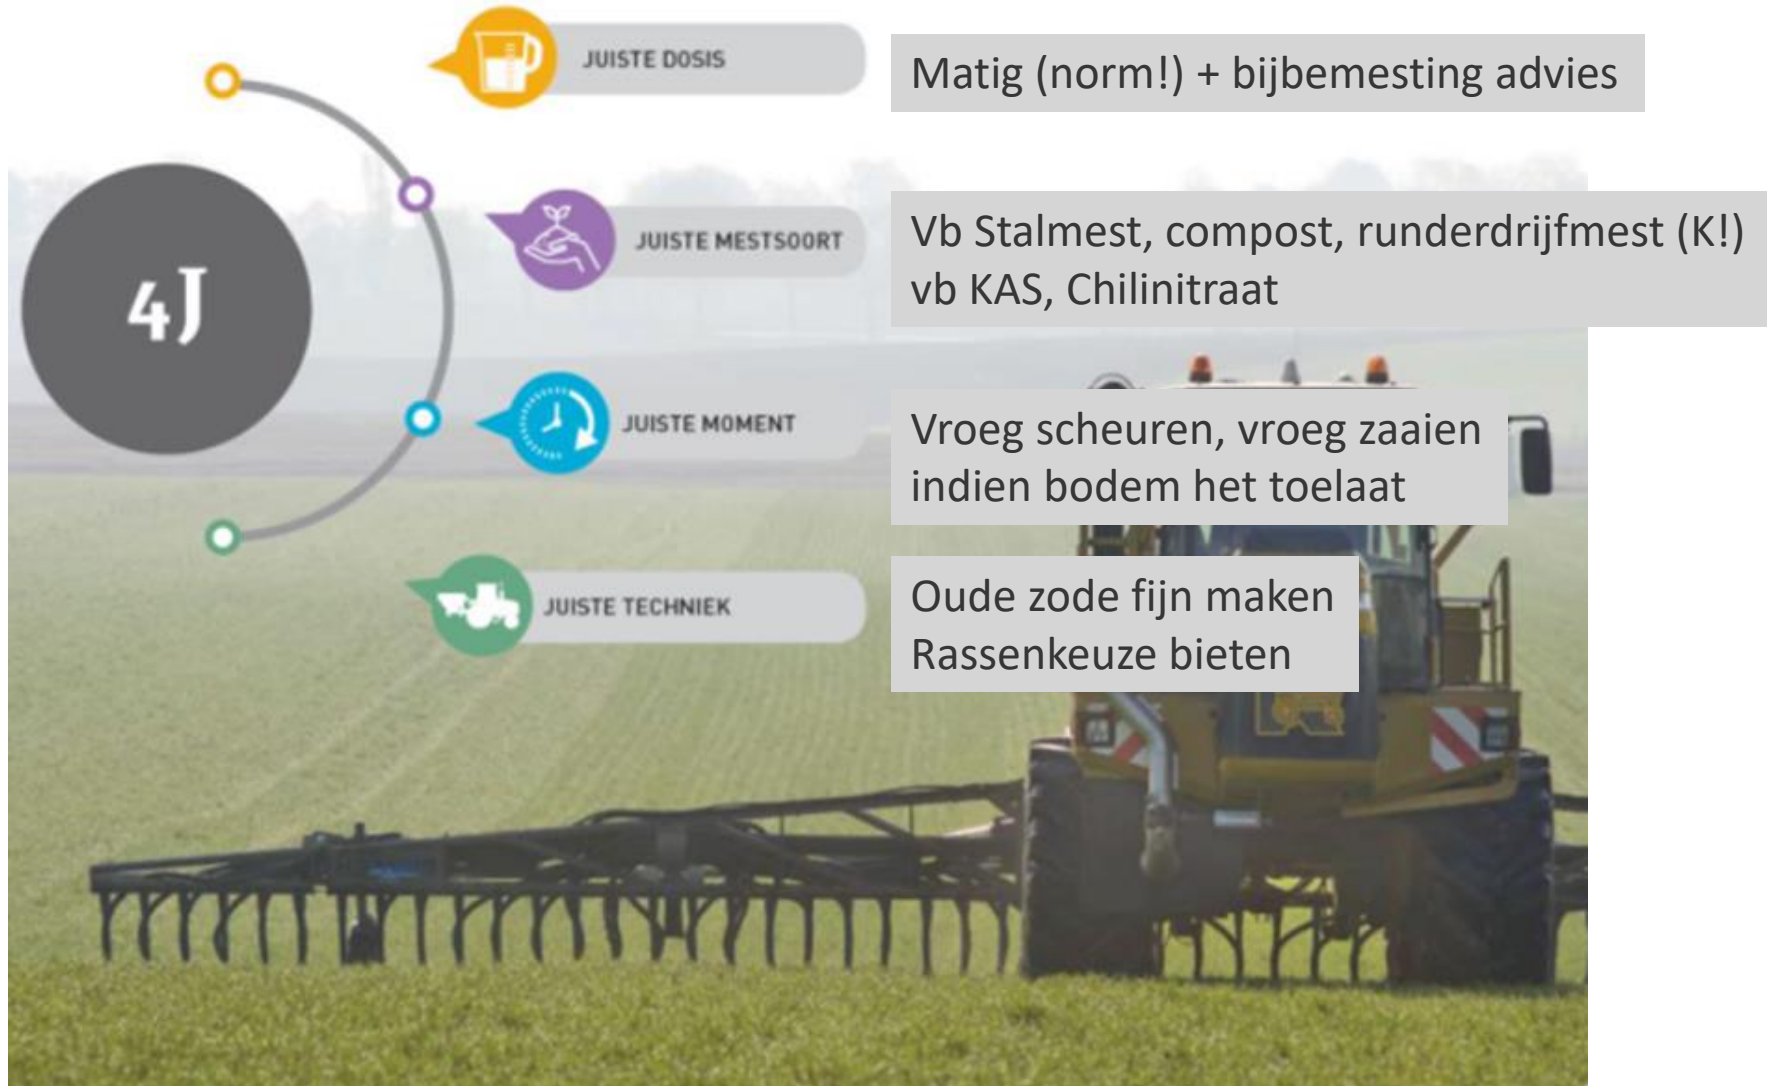 JUISTE DOSIS
Matig (norm!) + bijbemesting advies
4J
JUISTE MESTSOORT
Vb Stalmest, compost, runderdrijfmest (K!)
vb KAS, Chilinitraat
JUISTE MOMENT
Vroeg scheuren, vroeg zaaien
indien bodem het toelaat
JUISTE TECHNIEK
Oude zode fijn maken
Rassenkeuze bieten